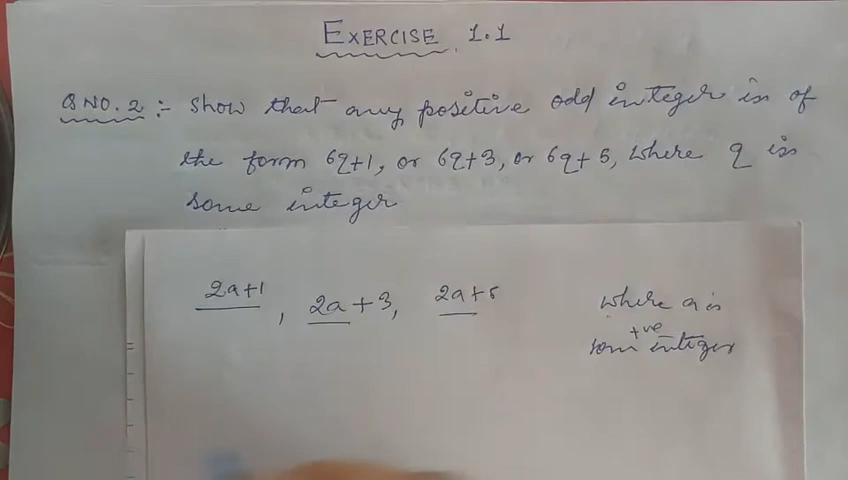 EXERCISE 1.1
Q NO. 2 :- Show that any positive odd integer is of
the form 6q+1, or 6q+3, or 6q+5, where q is
some integer
2a+1, 2a+3, 2a+5 where a is
some +ve integer